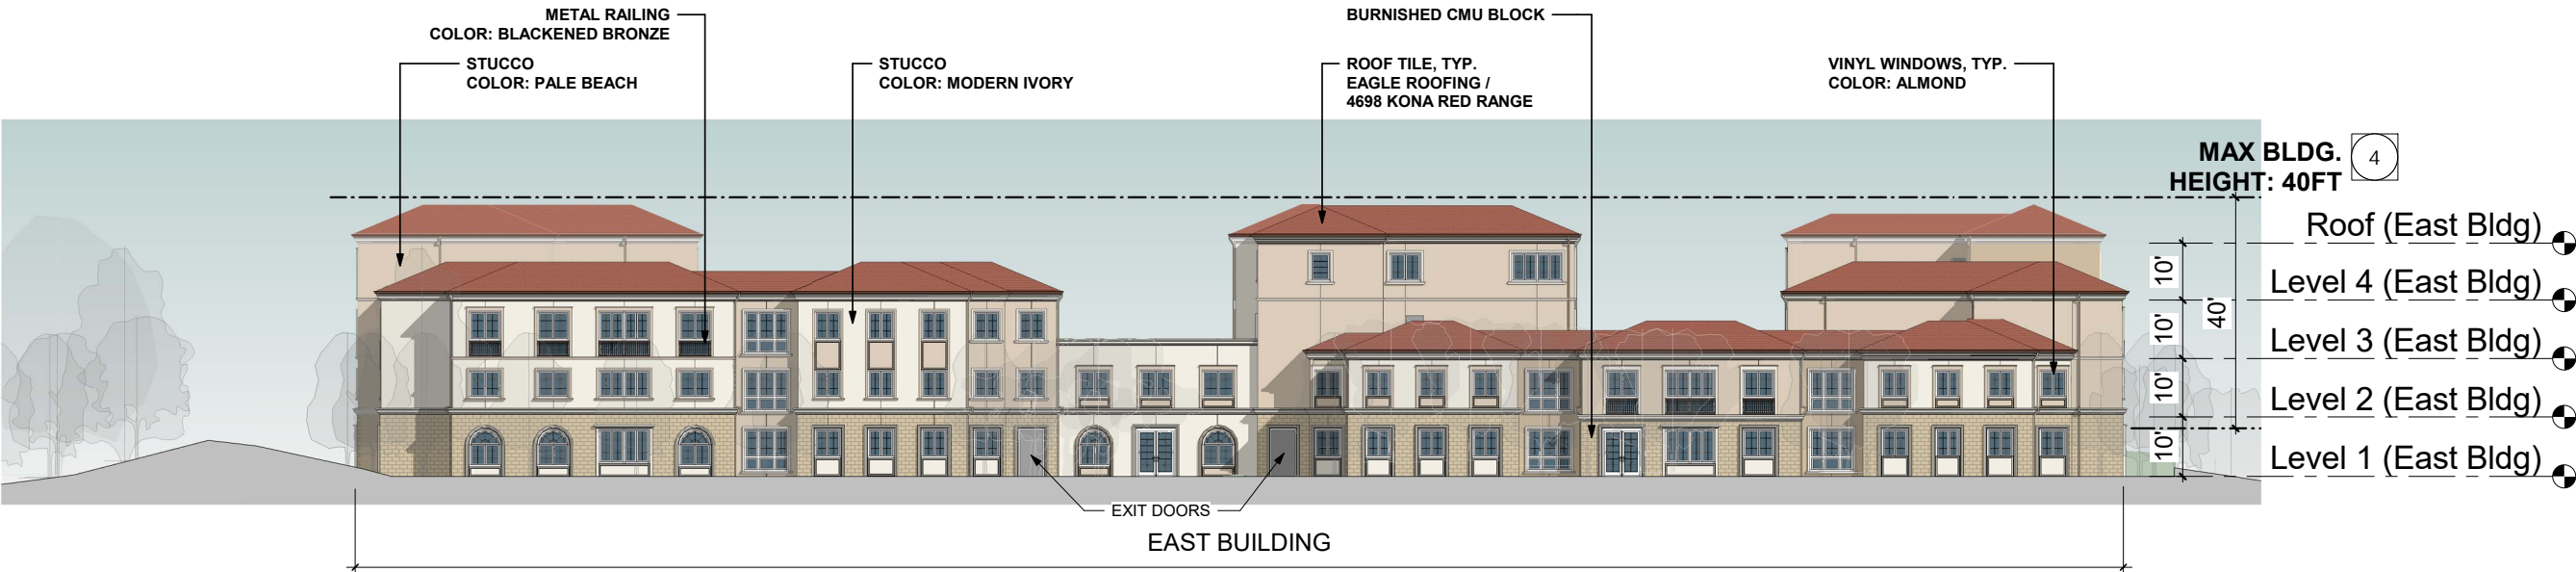 METAL RAILING
COLOR: BLACKENED BRONZE
STUCCO
COLOR: PALE BEACH
STUCCO
COLOR: MODERN IVORY
BURNISHED CMU BLOCK
ROOF TILE, TYP.
EAGLE ROOFING /
4698 KONA RED RANGE
VINYL WINDOWS, TYP.
COLOR: ALMOND
MAX BLDG.
HEIGHT: 40FT
4
Roof (East Bldg)
Level 4 (East Bldg)
Level 3 (East Bldg)
Level 2 (East Bldg)
Level 1 (East Bldg)
10'
10'
10'
10'
40'
EXIT DOORS
EAST BUILDING